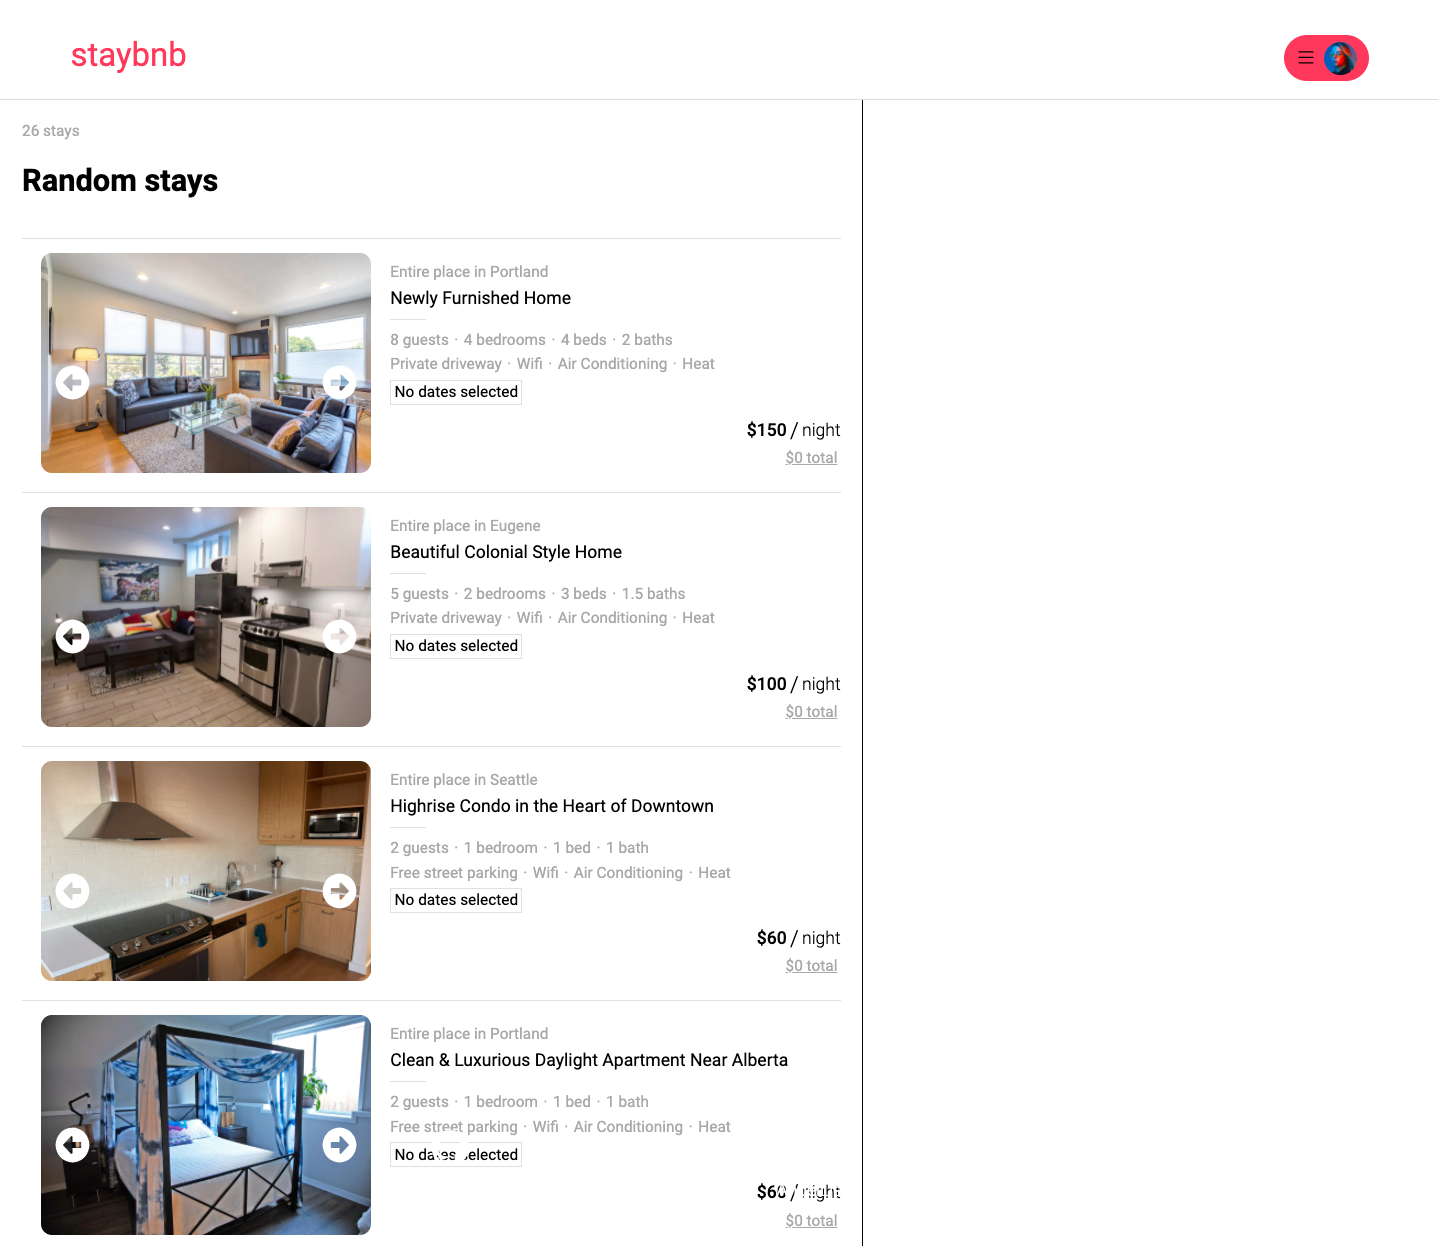 staybnb
26 stays
Random stays
Entire place in Portland
Newly Furnished Home
8 guests · 4 bedrooms · 4 beds · 2 baths
Private driveway · Wifi · Air Conditioning · Heat
No dates selected
$150 / night
$0 total
Entire place in Eugene
Beautiful Colonial Style Home
5 guests · 2 bedrooms · 3 beds · 1.5 baths
Private driveway · Wifi · Air Conditioning · Heat
No dates selected
$100 / night
$0 total
Entire place in Seattle
Highrise Condo in the Heart of Downtown
2 guests · 1 bedroom · 1 bed · 1 bath
Free street parking · Wifi · Air Conditioning · Heat
No dates selected
$60 / night
$0 total
Entire place in Portland
Clean & Luxurious Daylight Apartment Near Alberta
2 guests · 1 bedroom · 1 bed · 1 bath
Free street parking · Wifi · Air Conditioning · Heat
No dates selected
$60 / night
$0 total